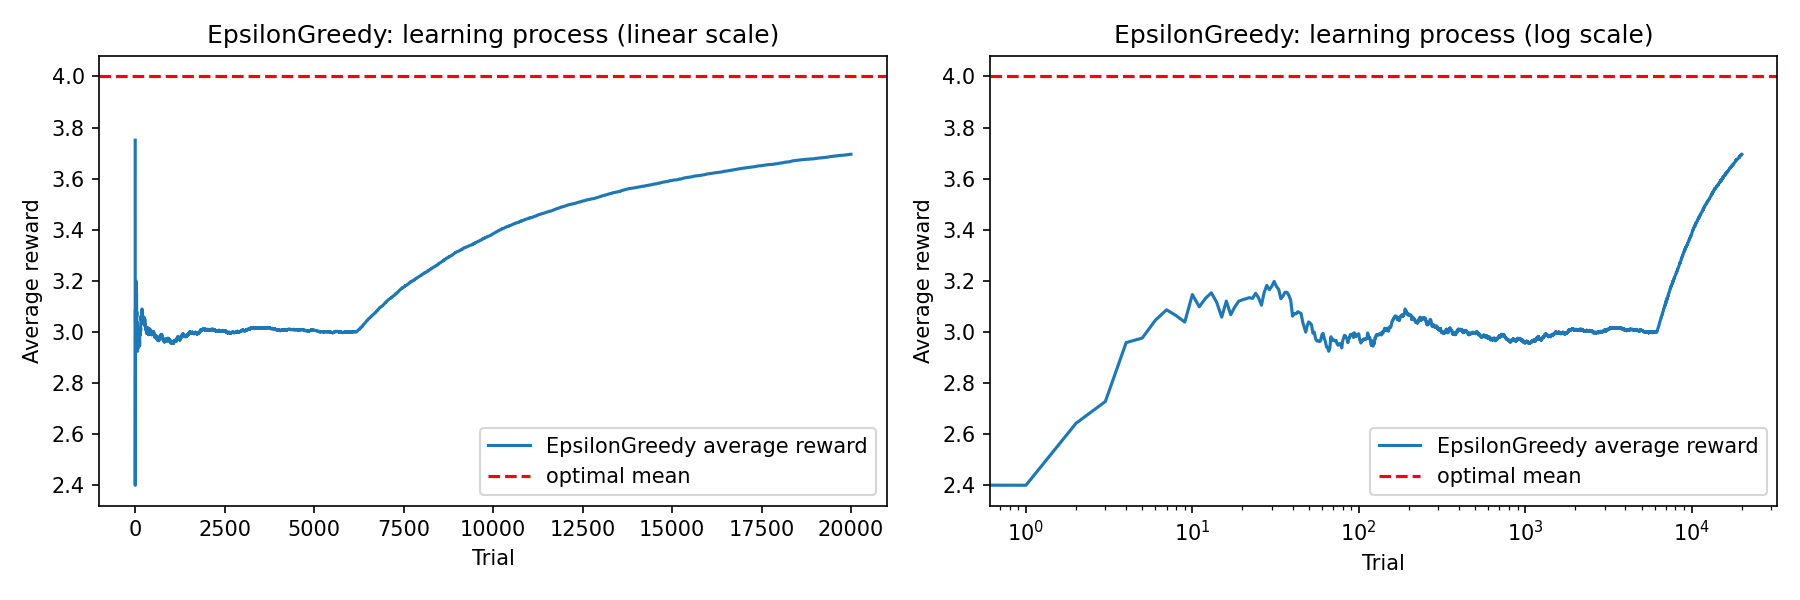 EpsilonGreedy: learning process (linear scale)
4.0
3.8
3.6
3.4
3.2
3.0
2.8
2.6
2.4
Average reward
EpsilonGreedy average reward
optimal mean
0 2500 5000 7500 10000 12500 15000 17500 20000
Trial
EpsilonGreedy: learning process (log scale)
4.0
3.8
3.6
3.4
3.2
3.0
2.8
2.6
2.4
Average reward
EpsilonGreedy average reward
optimal mean
10⁰ 10¹ 10² 10³ 10⁴
Trial